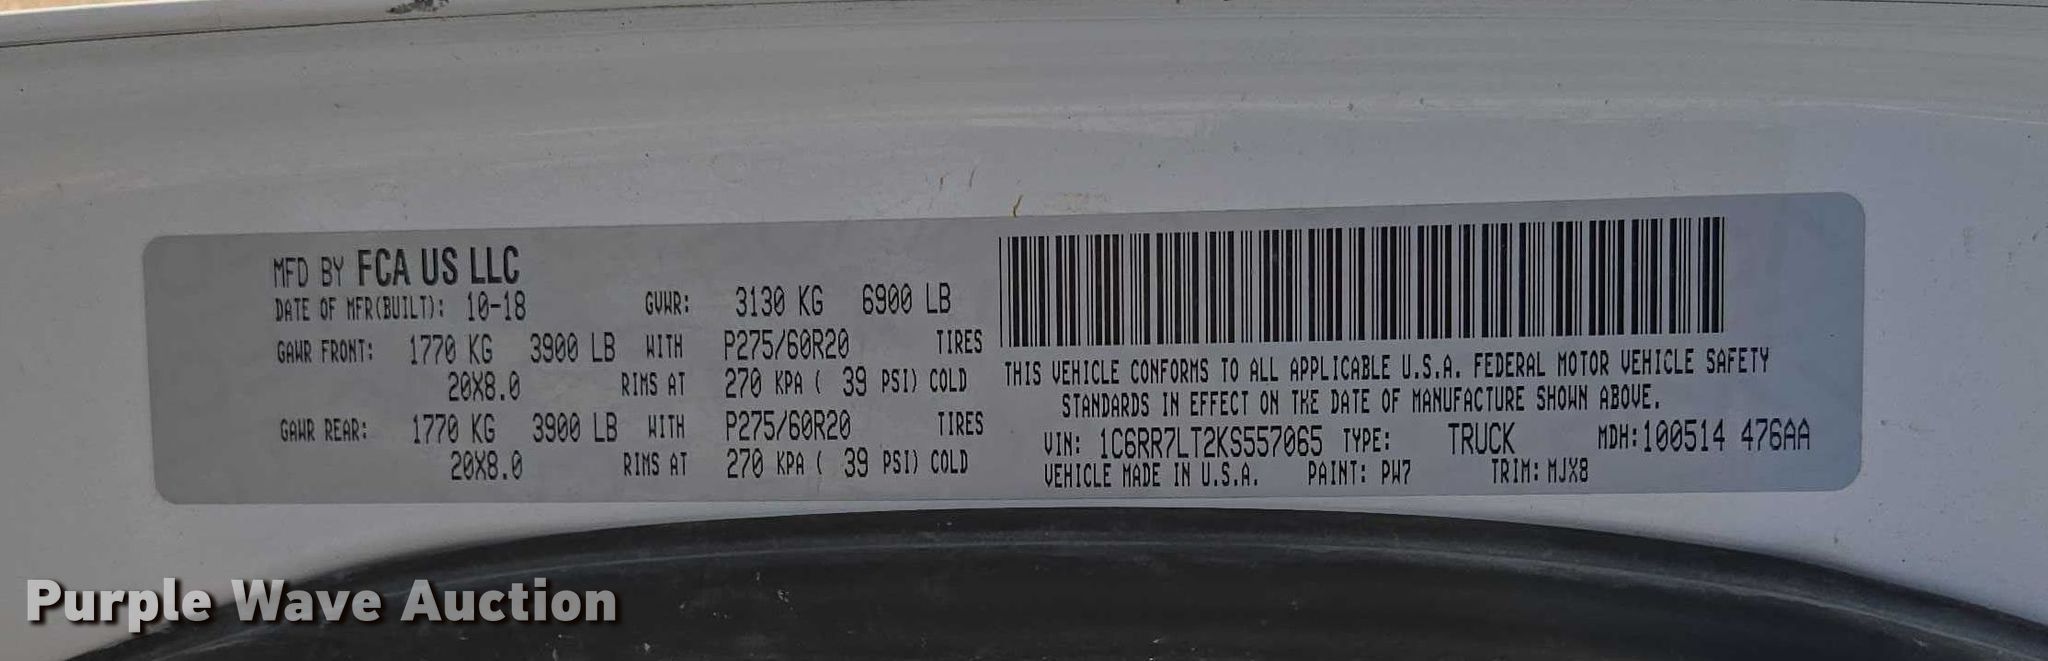 MFD BY FCA US LLC
DATE OF MFR(BUILT): 10-18 GVWR: 3130 KG 6900 LB
GAWR FRONT: 1770 KG 3900 LB WITH P275/60R20 TIRES
20X8.0 RIMS AT 270 KPA ( 39 PSI) COLD
GAWR REAR: 1770 KG 3900 LB WITH P275/60R20 TIRES
20X8.0 RIMS AT 270 KPA ( 39 PSI) COLD
THIS VEHICLE CONFORMS TO ALL APPLICABLE U.S.A. FEDERAL MOTOR VEHICLE SAFETY
STANDARDS IN EFFECT ON THE DATE OF MANUFACTURE SHOWN ABOVE.
VIN: 1C6RR7LT2KS557065 TYPE: TRUCK MDH:100514 476AA
VEHICLE MADE IN U.S.A. PAINT: PW7 TRIM: MJX8
Purple Wave Auction